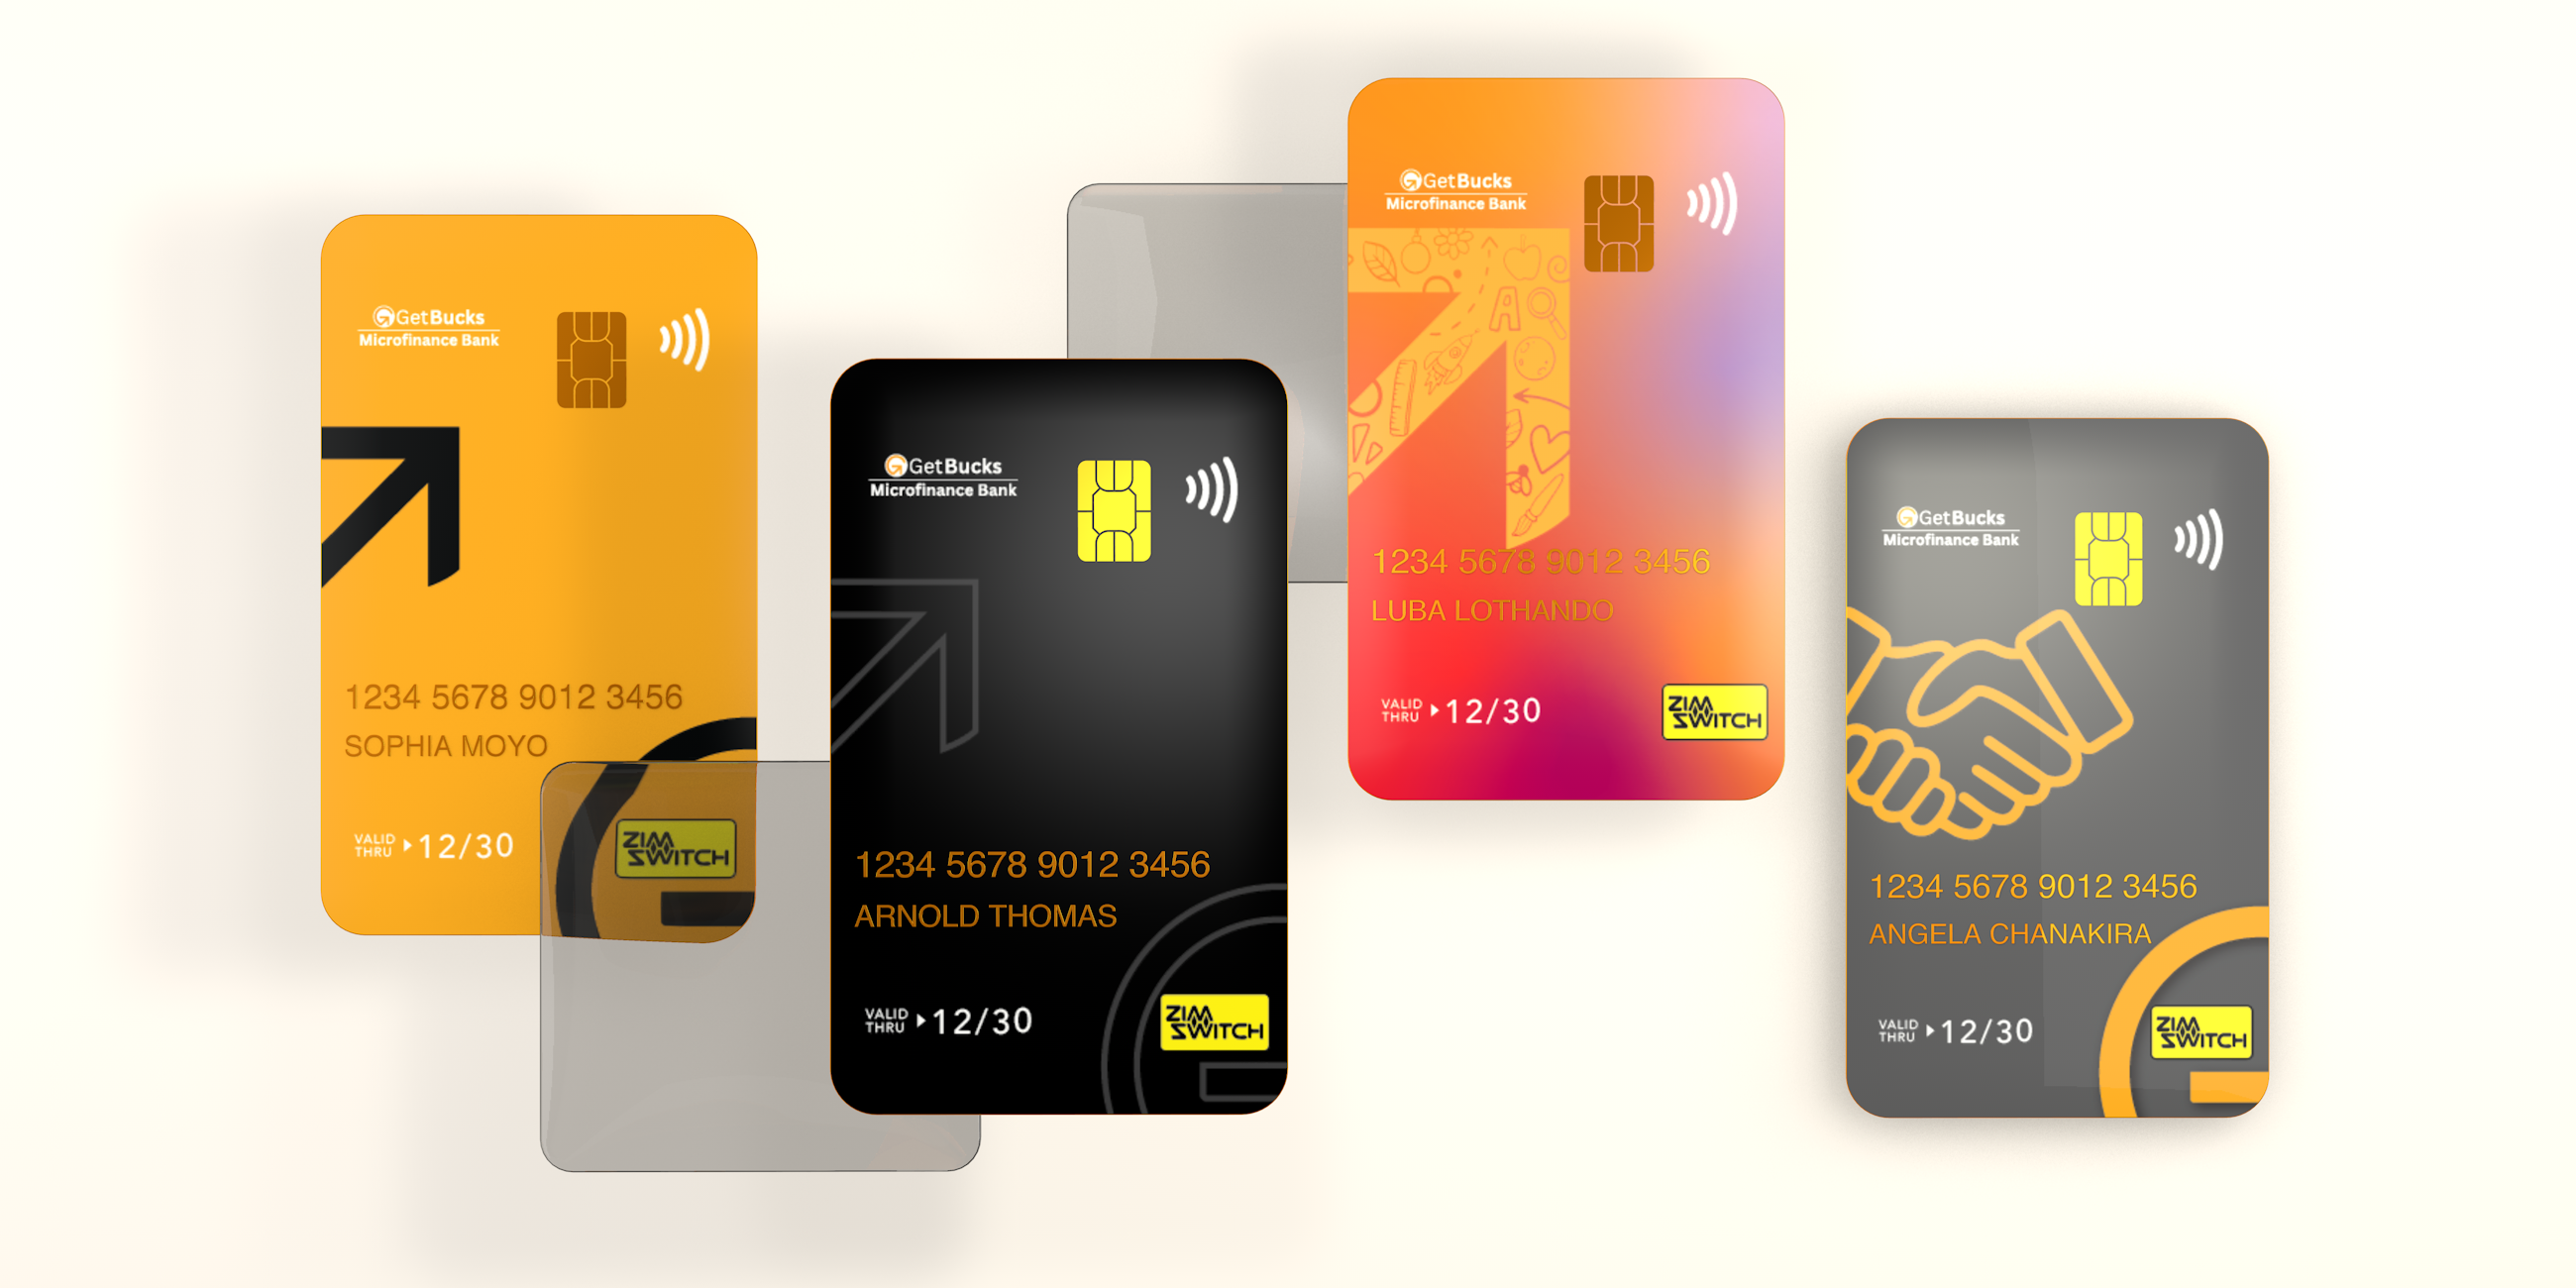 GetBucks
Microfinance Bank
1234 5678 9012 3456
SOPHIA MOYO
VALID
THRU 12/30
ZIM
SWITCH
GetBucks
Microfinance Bank
1234 5678 9012 3456
ARNOLD THOMAS
VALID
THRU 12/30
ZIM
SWITCH
GetBucks
Microfinance Bank
A
1234 5678 9012 3456
LUBA LOTHANDO
VALID
THRU 12/30
ZIM
SWITCH
GetBucks
Microfinance Bank
1234 5678 9012 3456
ANGELA CHANAKIRA
VALID
THRU 12/30
ZIM
SWITCH